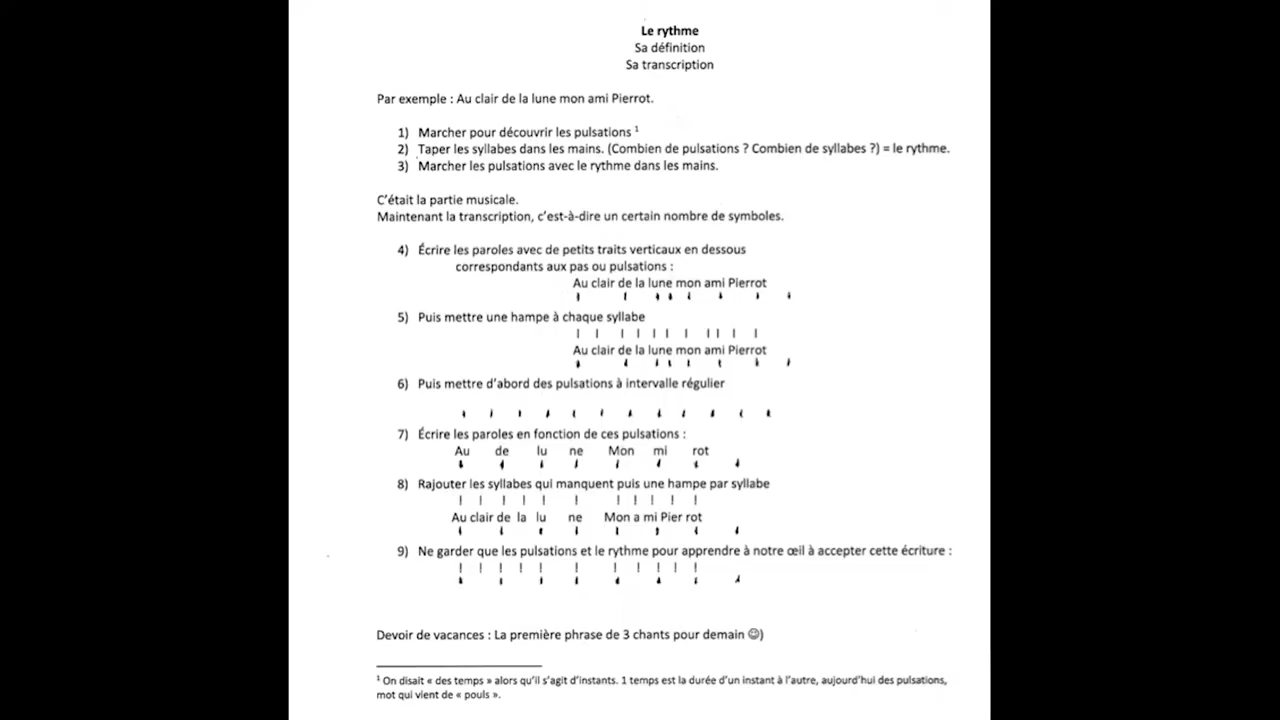 Le rythme
Sa définition
Sa transcription
Par exemple : Au clair de la lune mon ami Pierrot.
1) Marcher pour découvrir les pulsations ¹
2) Taper les syllabes dans les mains. (Combien de pulsations ? Combien de syllabes ?) = le rythme.
3) Marcher les pulsations avec le rythme dans les mains.
C'était la partie musicale.
Maintenant la transcription, c'est-à-dire un certain nombre de symboles.
4) Écrire les paroles avec de petits traits verticaux en dessous
correspondants aux pas ou pulsations :
Au clair de la lune mon ami Pierrot
5) Puis mettre une hampe à chaque syllabe
Au clair de la lune mon ami Pierrot
6) Puis mettre d'abord des pulsations à intervalle régulier
7) Écrire les paroles en fonction de ces pulsations :
Au de lu ne Mon mi rot
8) Rajouter les syllabes qui manquent puis une hampe par syllabe
Au clair de la lu ne Mon a mi Pier rot
9) Ne garder que les pulsations et le rythme pour apprendre à notre œil à accepter cette écriture :
Devoir de vacances : La première phrase de 3 chants pour demain ☺)
¹ On disait « des temps » alors qu'il s'agit d'instants. 1 temps est la durée d'un instant à l'autre, aujourd'hui des pulsations,
mot qui vient de « pouls ».